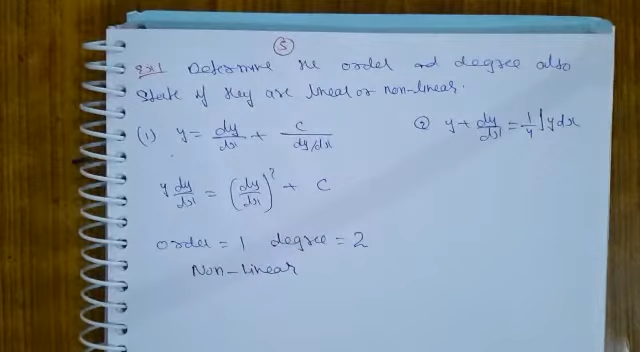 5
Ex1 Determine the order and degree also
state if they are linear or non-linear.
(1) y = dy/dx + c/(dy/dx)
② y + dy/dx = 1/4 ∫ y dx
y dy/dx = (dy/dx)² + c
order = 1 degree = 2
Non-linear